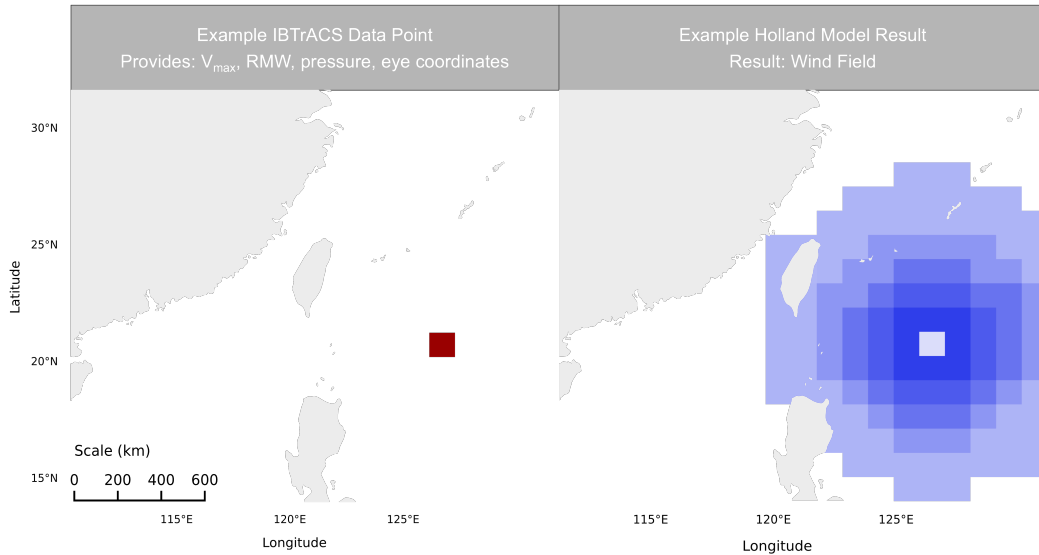 Example IBTrACS Data Point
Provides: Vmax, RMW, pressure, eye coordinates
Example Holland Model Result
Result: Wind Field
30°N
25°N
20°N
15°N
Latitude
Scale (km)
0 200 400 600
115°E 120°E 125°E
Longitude
115°E 120°E 125°E
Longitude